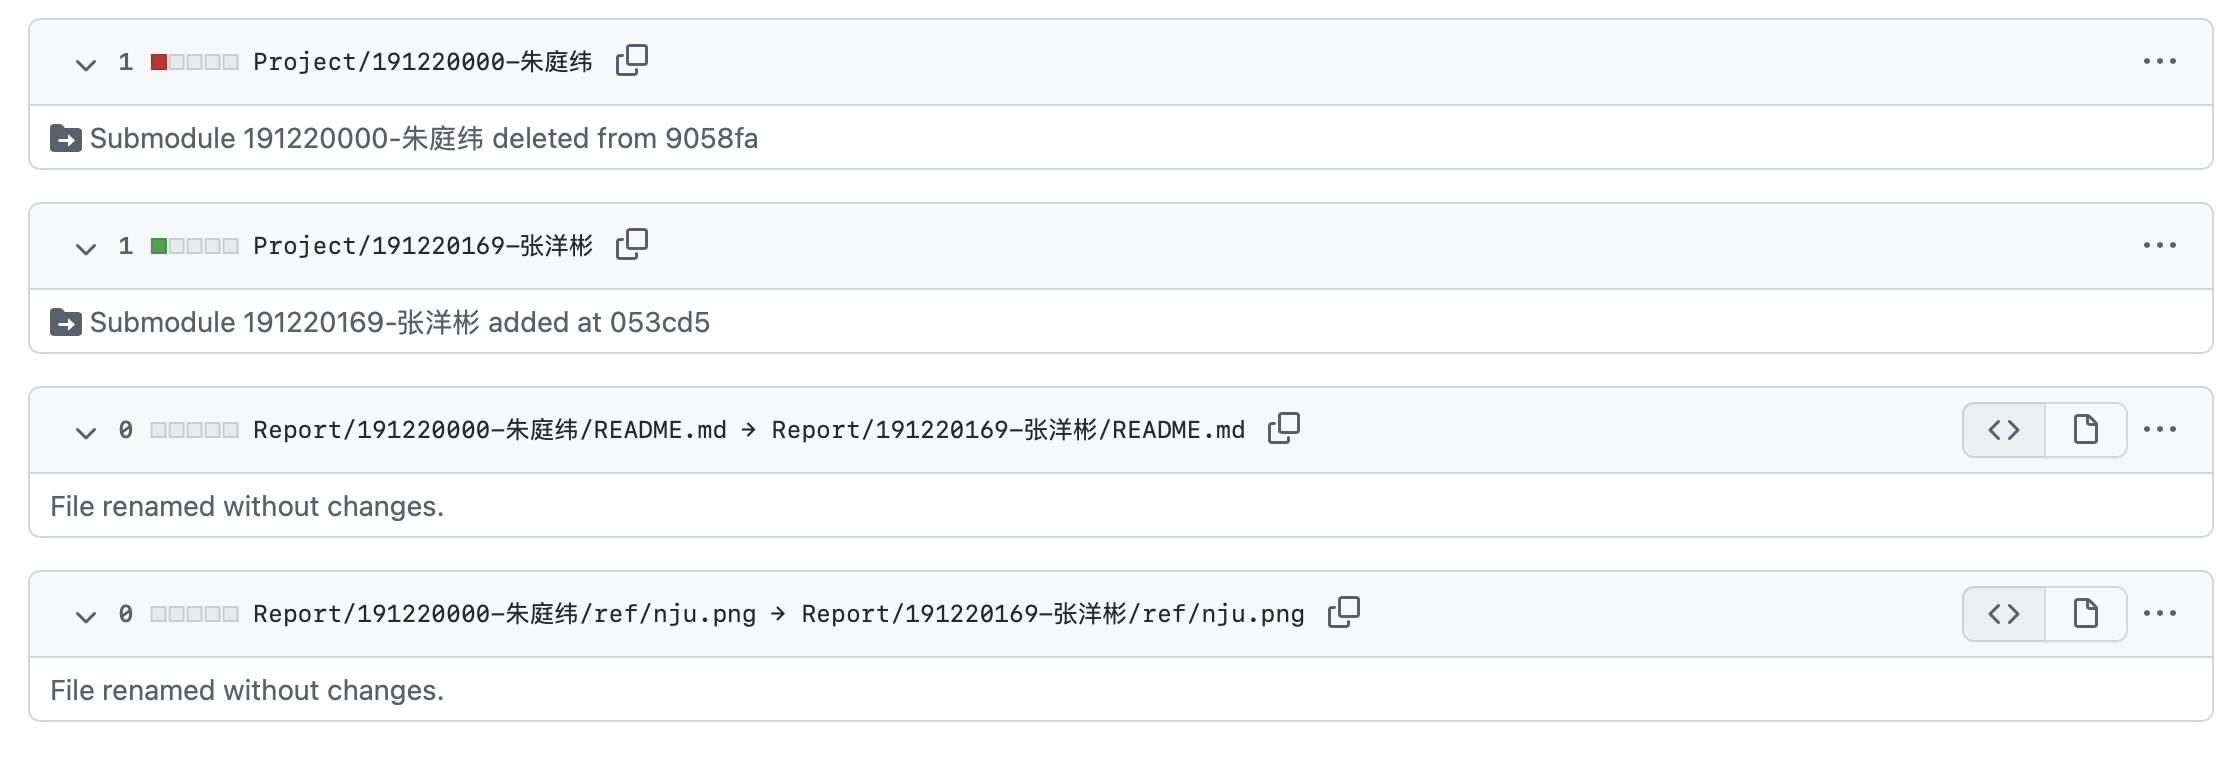 1 Project/191220000-朱庭纬
Submodule 191220000-朱庭纬 deleted from 9058fa
1 Project/191220169-张洋彬
Submodule 191220169-张洋彬 added at 053cd5
0 Report/191220000-朱庭纬/README.md → Report/191220169-张洋彬/README.md
File renamed without changes.
0 Report/191220000-朱庭纬/ref/nju.png → Report/191220169-张洋彬/ref/nju.png
File renamed without changes.